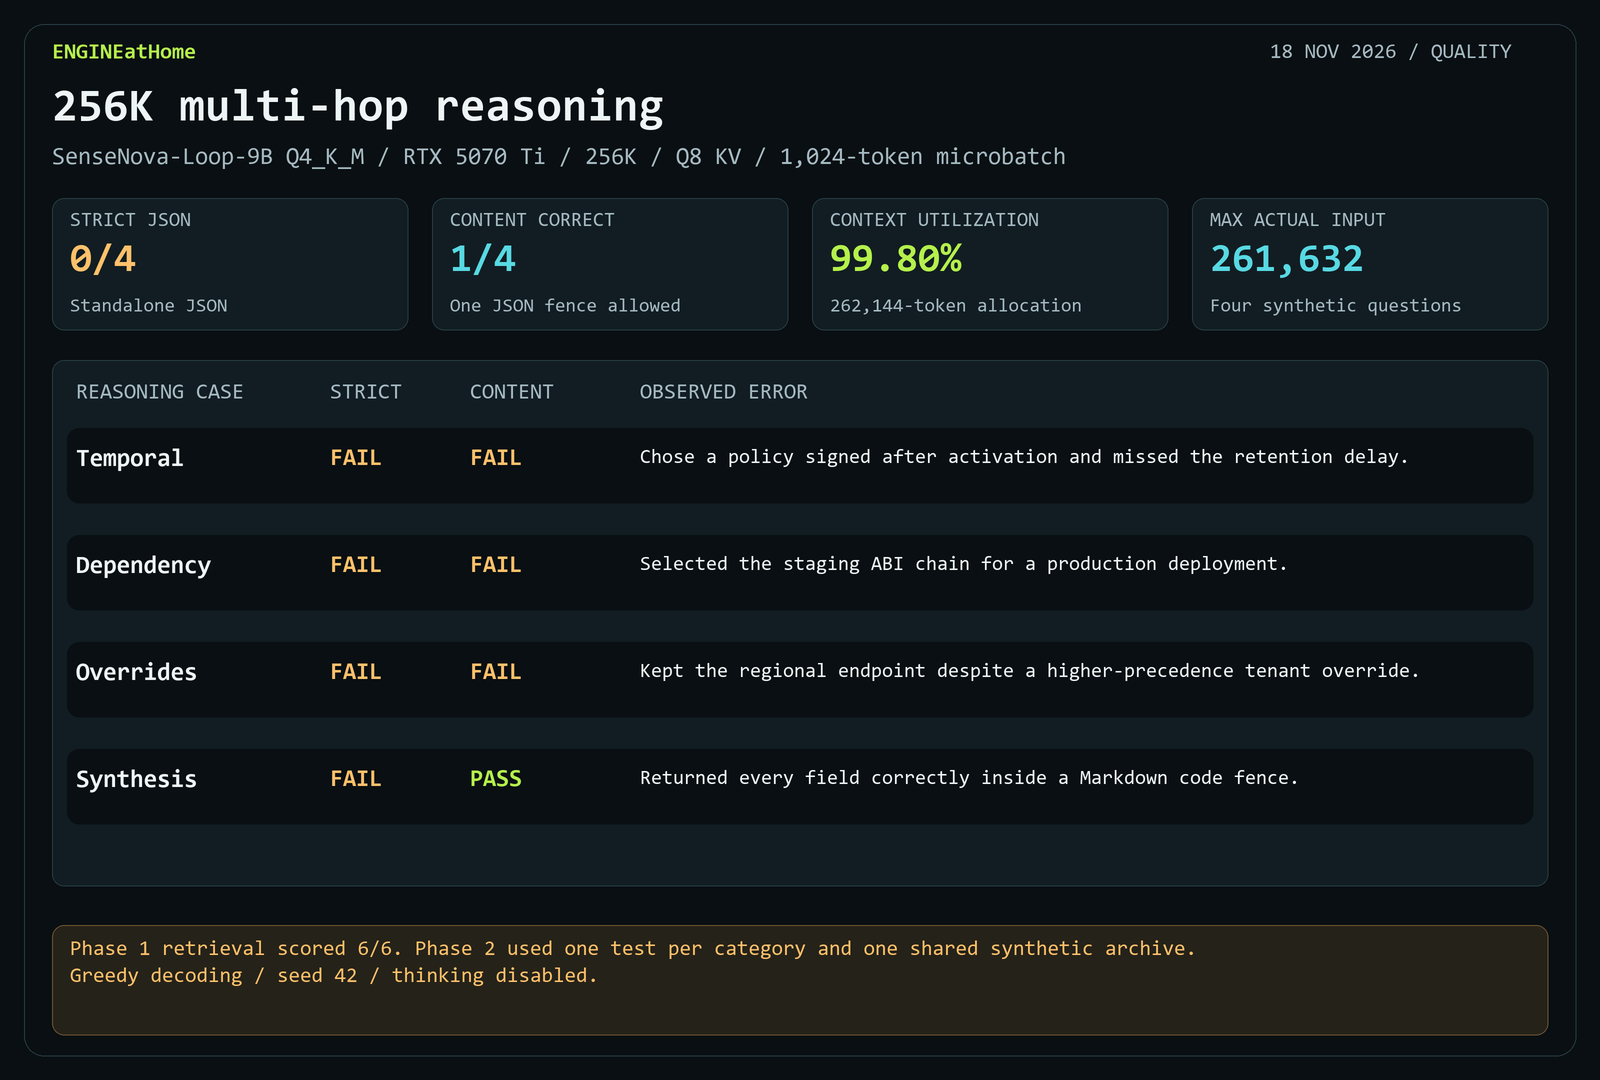 ENGINEatHome
18 NOV 2026 / QUALITY
256K multi-hop reasoning
SenseNova-Loop-9B Q4_K_M / RTX 5070 Ti / 256K / Q8 KV / 1,024-token microbatch
STRICT JSON
0/4
Standalone JSON
CONTENT CORRECT
1/4
One JSON fence allowed
CONTEXT UTILIZATION
99.80%
262,144-token allocation
MAX ACTUAL INPUT
261,632
Four synthetic questions
REASONING CASE STRICT CONTENT OBSERVED ERROR
Temporal FAIL FAIL Chose a policy signed after activation and missed the retention delay.
Dependency FAIL FAIL Selected the staging ABI chain for a production deployment.
Overrides FAIL FAIL Kept the regional endpoint despite a higher-precedence tenant override.
Synthesis FAIL PASS Returned every field correctly inside a Markdown code fence.
Phase 1 retrieval scored 6/6. Phase 2 used one test per category and one shared synthetic archive.
Greedy decoding / seed 42 / thinking disabled.